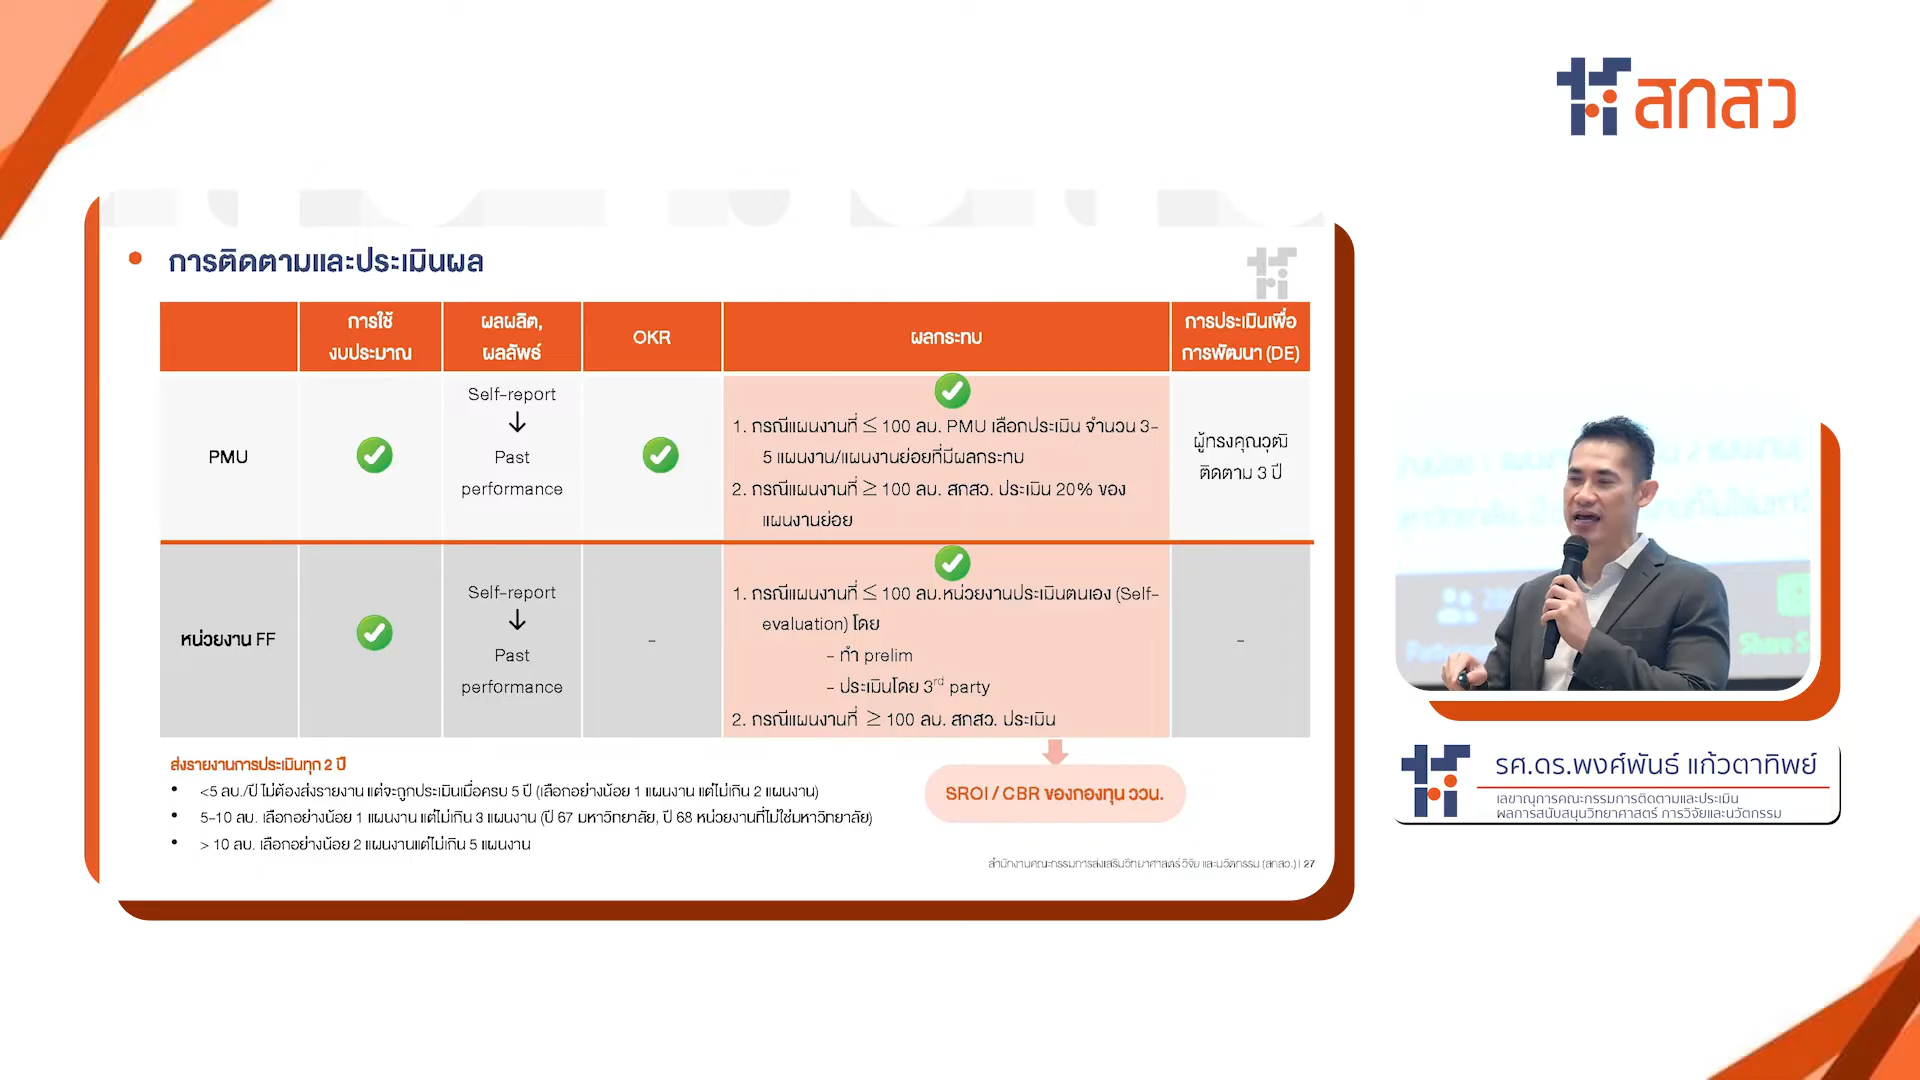 สกสว
การติดตามและประเมินผล
การใช้
งบประมาณ
ผลผลิต,
ผลลัพธ์
OKR
ผลกระทบ
การประเมินเพื่อ
การพัฒนา (DE)
PMU
Self-report
Past
performance
1. กรณีแผนงานที่ ≤ 100 ลบ. PMU เลือกประเมิน จำนวน 3-
5 แผนงาน/แผนงานย่อยที่มีผลกระทบ
2. กรณีแผนงานที่ ≥ 100 ลบ. สกสว. ประเมิน 20% ของ
แผนงานย่อย
ผู้ทรงคุณวุฒิ
ติดตาม 3 ปี
หน่วยงาน FF
Self-report
Past
performance
-
1. กรณีแผนงานที่ ≤ 100 ลบ.หน่วยงานประเมินตนเอง (Self-
evaluation) โดย
- ทำ prelim
- ประเมินโดย 3rd party
2. กรณีแผนงานที่ ≥ 100 ลบ. สกสว. ประเมิน
-
ส่งรายงานการประเมินทุก 2 ปี
• <5 ลบ./ปี ไม่ต้องส่งรายงาน แต่จะถูกประเมินเมื่อครบ 5 ปี (เลือกอย่างน้อย 1 แผนงาน แต่ไม่เกิน 2 แผนงาน)
• 5-10 ลบ. เลือกอย่างน้อย 1 แผนงาน แต่ไม่เกิน 3 แผนงาน (ปี 67 มหาวิทยาลัย, ปี 68 หน่วยงานที่ไม่ใช่มหาวิทยาลัย)
• > 10 ลบ. เลือกอย่างน้อย 2 แผนงานแต่ไม่เกิน 5 แผนงาน
SROI / CBR ของกองทุน ววน.
สำนักงานคณะกรรมการส่งเสริมวิทยาศาสตร์ วิจัย และนวัตกรรม (สกสว.) | 27
รศ.ดร.พงศ์พันธ์ แก้วตาทิพย์
เลขาณุการคณะกรรมการติดตามและประเมิน
ผลการสนับสนุนวิทยาศาสตร์ การวิจัยและนวัตกรรม